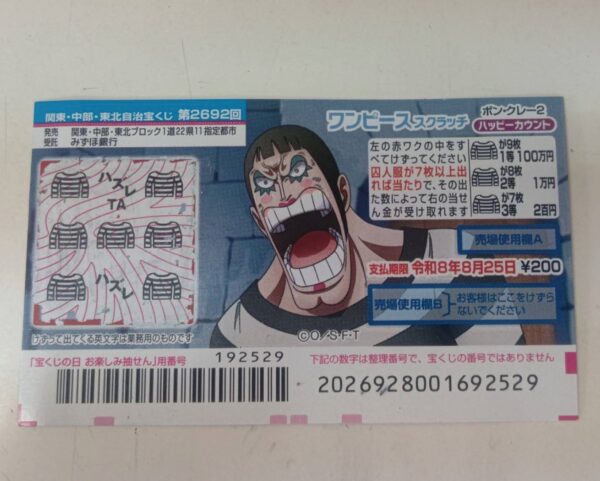 関東・中部・東北自治宝くじ 第2692回
発売 関東・中部・東北ブロック1道22県11指定都市
受託 みずほ銀行
ハズレ
TA
ハズレ
けずって出てくる英文字は業務用のものです
ワンピーススクラッチ
ボン・クレー2
ハッピーカウント
左の赤ワクの中をす
べてけずってください
囚人服が7枚以上出
れば当たりで、その出
た数によって右の当せ
ん金が受け取れます
が9枚
1等 100万円
が8枚
2等 1万円
が7枚
3等 2百円
売場使用欄A
支払期限 令和8年8月25日 ¥200
売場使用欄B
お客様はここをけずら
ないでください
©O／S・F・T
「宝くじの日 お楽しみ抽せん」用番号 192529
下記の数字は整理番号で、宝くじの番号ではありません
2026928001692529